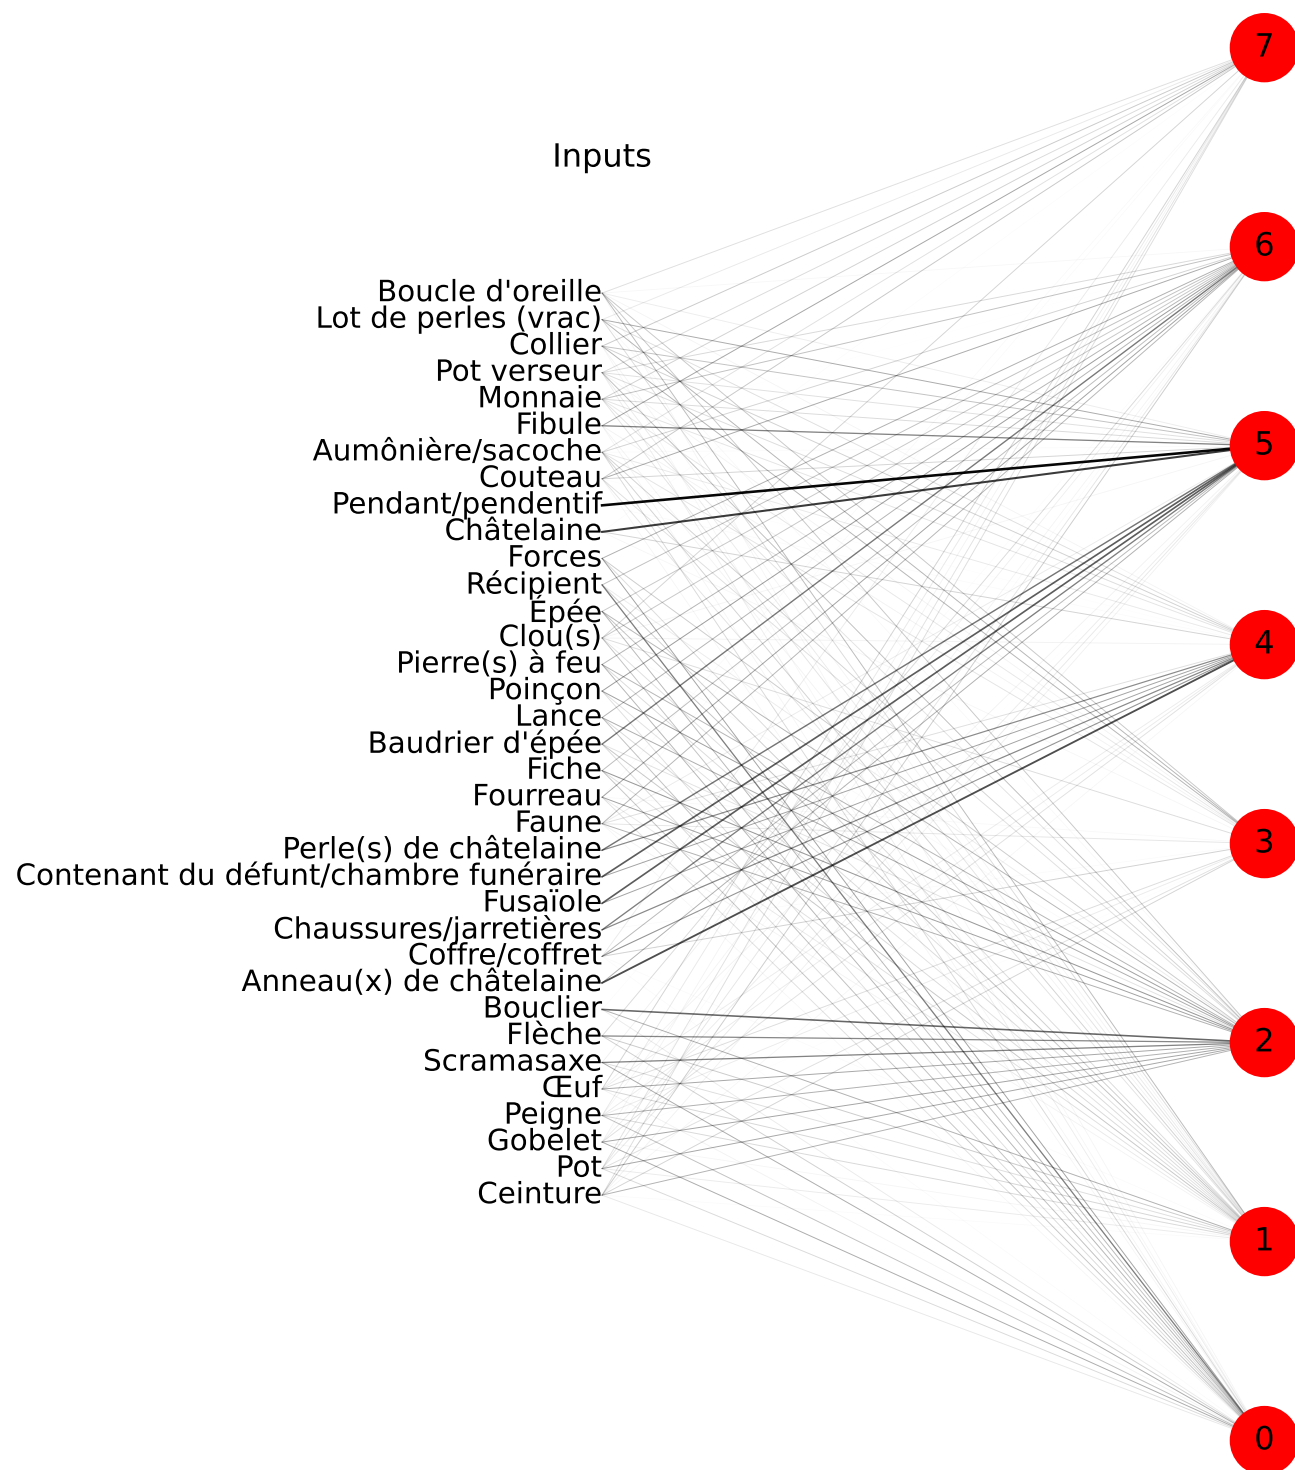 7
Inputs
6
Boucle d'oreille
Lot de perles (vrac)
Collier
Pot verseur
Monnaie
Fibule
5
Aumônière/sacoche
Couteau
Pendant/pendentif
Châtelaine
Forces
Récipient
Épée
Clou(s)
4
Pierre(s) à feu
Poinçon
Lance
Baudrier d'épée
Fiche
Fourreau
Faune
3
Perle(s) de châtelaine
Contenant du défunt/chambre funéraire
Fusaïole
Chaussures/jarretières
Coffre/coffret
Anneau(x) de châtelaine
Bouclier
Flèche
2
Scramasaxe
Œuf
Peigne
Gobelet
Pot
Ceinture
1
0